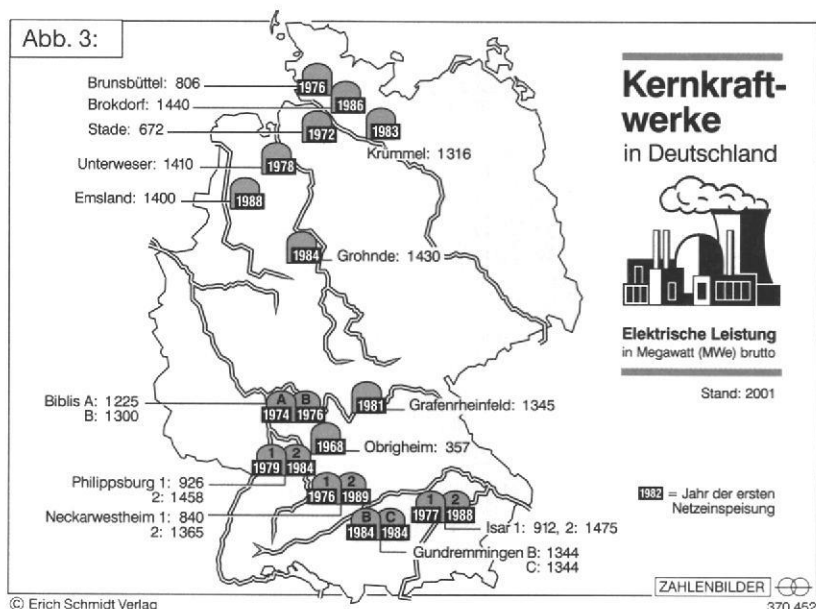 Abb. 3:
Kernkraft-
werke
in Deutschland
Elektrische Leistung
in Megawatt (MWe) brutto
Stand: 2001
1982 = Jahr der ersten
Netzeinspeisung
Brunsbüttel: 806
1976
Brokdorf: 1440
1986
Stade: 672
1972
1983
Krümmel: 1316
Unterweser: 1410
1978
Emsland: 1400
1988
1984
Grohnde: 1430
Biblis A: 1225
B: 1300
A B
1974 1976
1981
Grafenrheinfeld: 1345
1968
Obrigheim: 357
1 2
1979 1984
Philippsburg 1: 926
2: 1458
1 2
1976 1989
Neckarwestheim 1: 840
2: 1365
1 2
1977 1988
Isar 1: 912, 2: 1475
B C
1984 1984
Gundremmingen B: 1344
C: 1344
ZAHLENBILDER
© Erich Schmidt Verlag
370 452